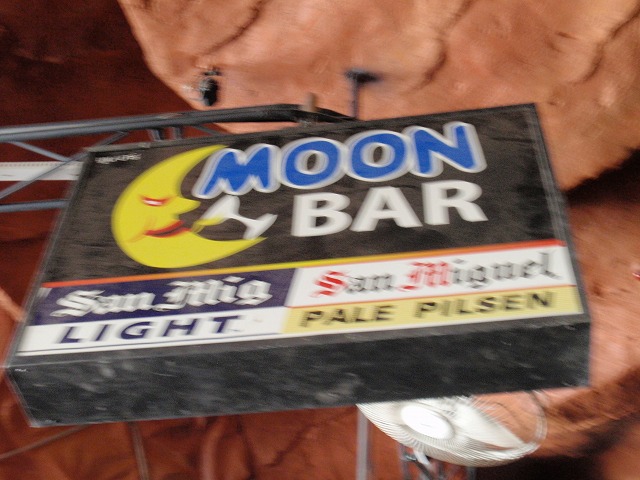 MOON
BAR
San Mig
LIGHT
San Miguel
PALE PILSEN